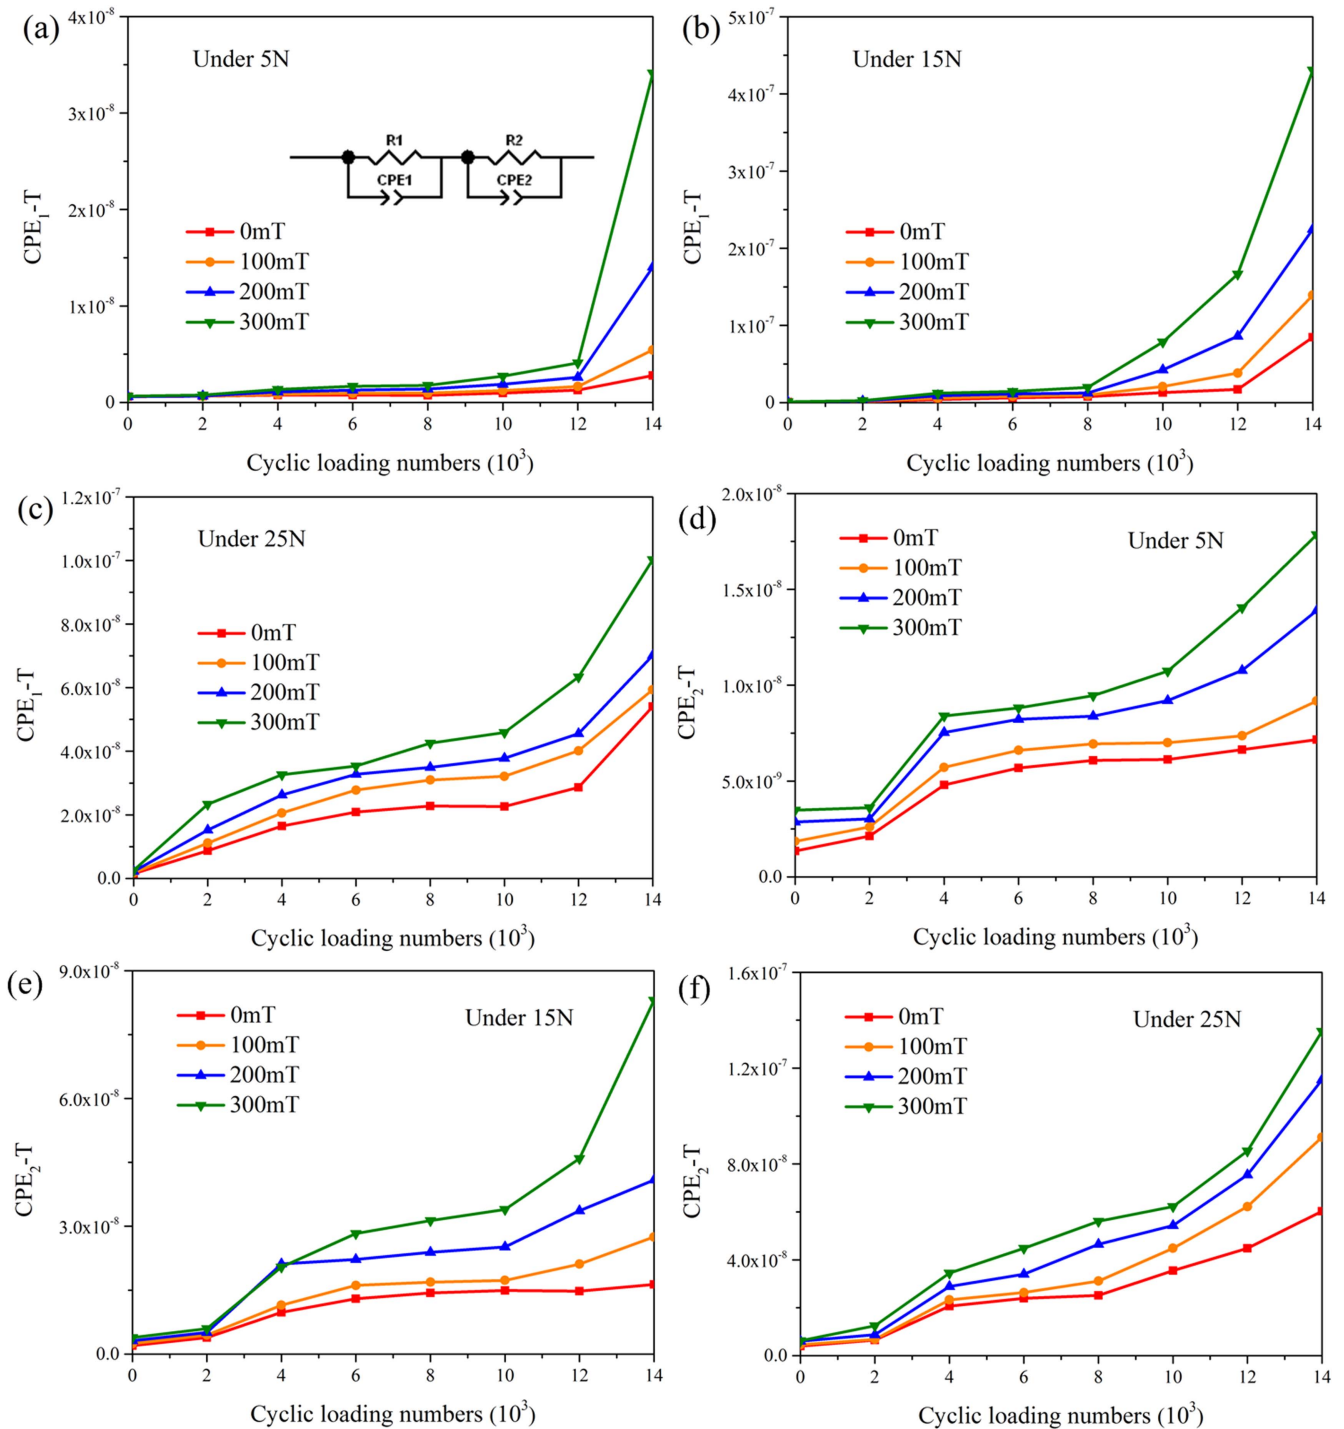 (a)
Under 5N
R1
R2
CPE1
CPE2
0mT
100mT
200mT
300mT
4x10⁻⁸
3x10⁻⁸
2x10⁻⁸
1x10⁻⁸
0
CPE₁-T
0 2 4 6 8 10 12 14
Cyclic loading numbers (10³)
(b)
Under 15N
0mT
100mT
200mT
300mT
5x10⁻⁷
4x10⁻⁷
3x10⁻⁷
2x10⁻⁷
1x10⁻⁷
0
CPE₁-T
0 2 4 6 8 10 12 14
Cyclic loading numbers (10³)
(c)
Under 25N
0mT
100mT
200mT
300mT
1.2x10⁻⁷
1.0x10⁻⁷
8.0x10⁻⁸
6.0x10⁻⁸
4.0x10⁻⁸
2.0x10⁻⁸
0.0
CPE₁-T
0 2 4 6 8 10 12 14
Cyclic loading numbers (10³)
(d)
Under 5N
0mT
100mT
200mT
300mT
2.0x10⁻⁸
1.5x10⁻⁸
1.0x10⁻⁸
5.0x10⁻⁹
0.0
CPE₂-T
0 2 4 6 8 10 12 14
Cyclic loading numbers (10³)
(e)
Under 15N
0mT
100mT
200mT
300mT
9.0x10⁻⁸
6.0x10⁻⁸
3.0x10⁻⁸
0.0
CPE₂-T
0 2 4 6 8 10 12 14
Cyclic loading numbers (10³)
(f)
Under 25N
0mT
100mT
200mT
300mT
1.6x10⁻⁷
1.2x10⁻⁷
8.0x10⁻⁸
4.0x10⁻⁸
0.0
CPE₂-T
0 2 4 6 8 10 12 14
Cyclic loading numbers (10³)